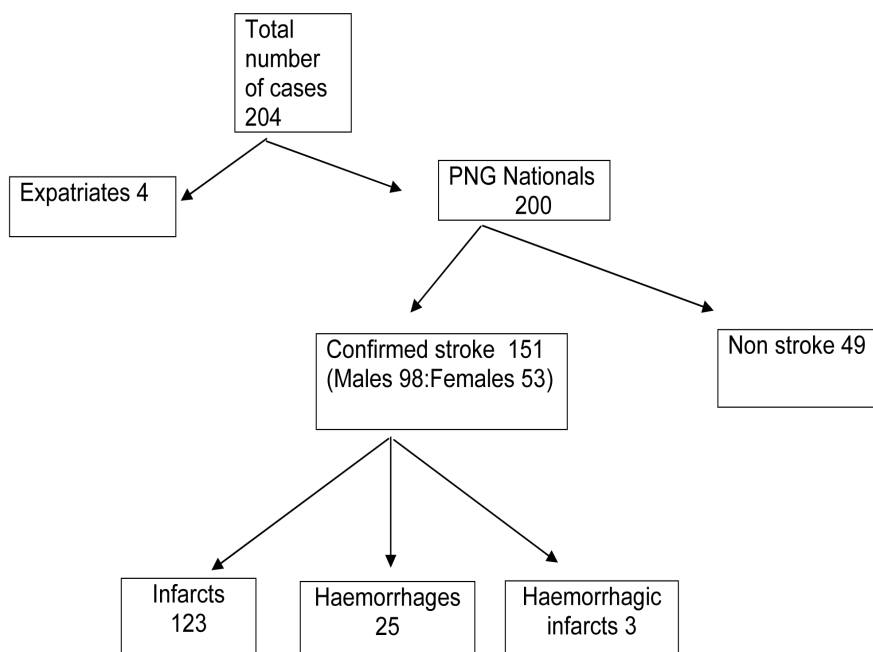 Total
number
of cases
204
Expatriates 4
PNG Nationals
200
Confirmed stroke  151
(Males 98:Females 53)
Non stroke 49
Infarcts
123
Haemorrhages
25
Haemorrhagic
infarcts 3